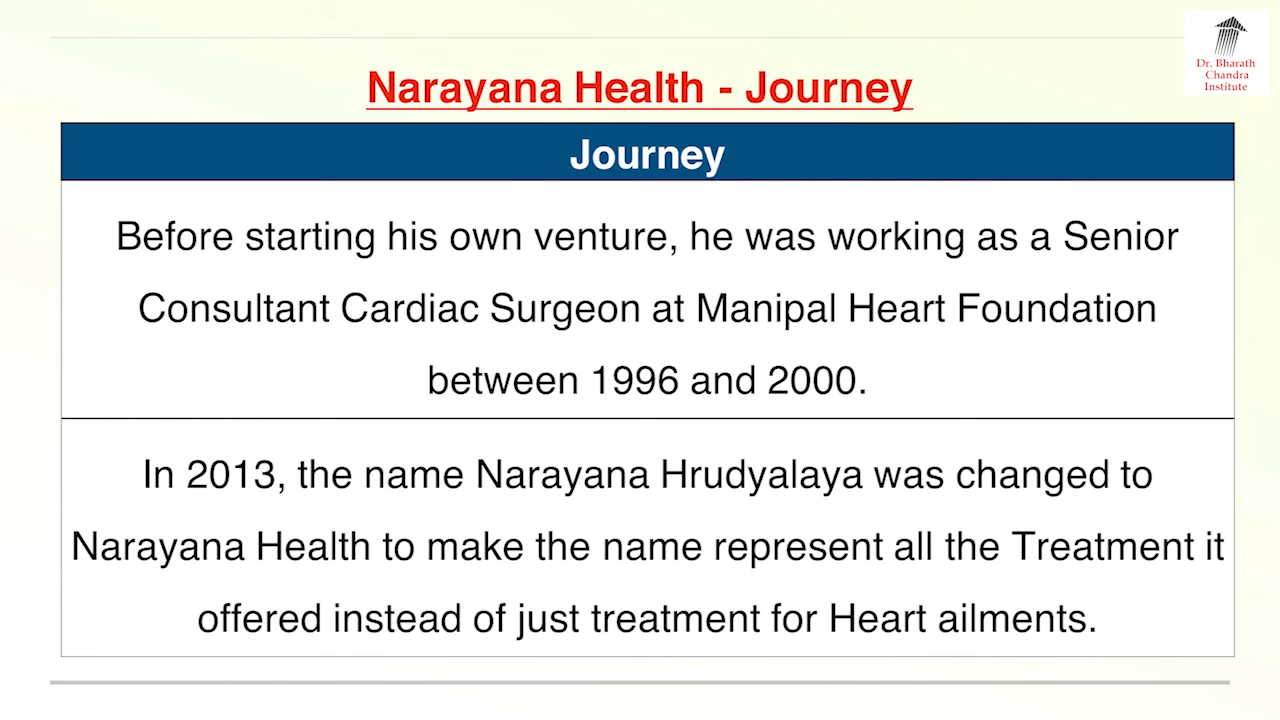 Dr. Bharath
Chandra
Institute
Narayana Health - Journey
Journey
Before starting his own venture, he was working as a Senior
Consultant Cardiac Surgeon at Manipal Heart Foundation
between 1996 and 2000.
In 2013, the name Narayana Hrudyalaya was changed to
Narayana Health to make the name represent all the Treatment it
offered instead of just treatment for Heart ailments.